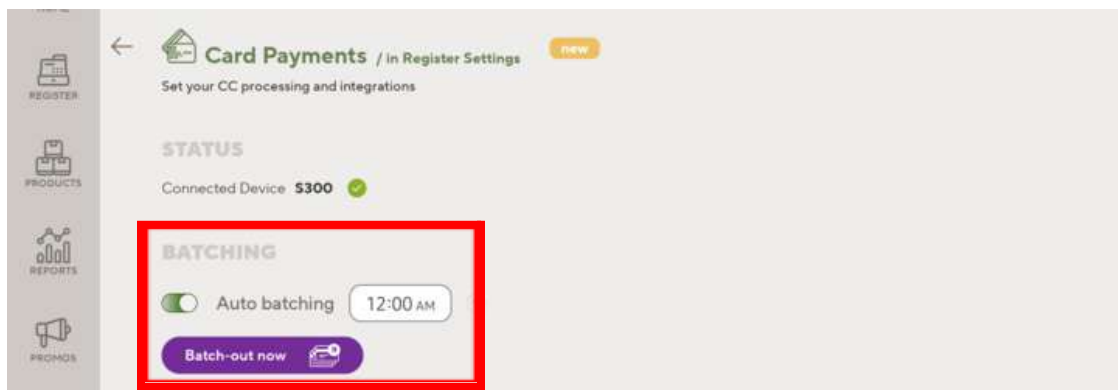 Card Payments / in Register Settings new
Set your CC processing and integrations
REGISTER
STATUS
PRODUCTS
Connected Device S300
REPORTS
BATCHING
Auto batching 12:00 AM
PROMOS
Batch-out now